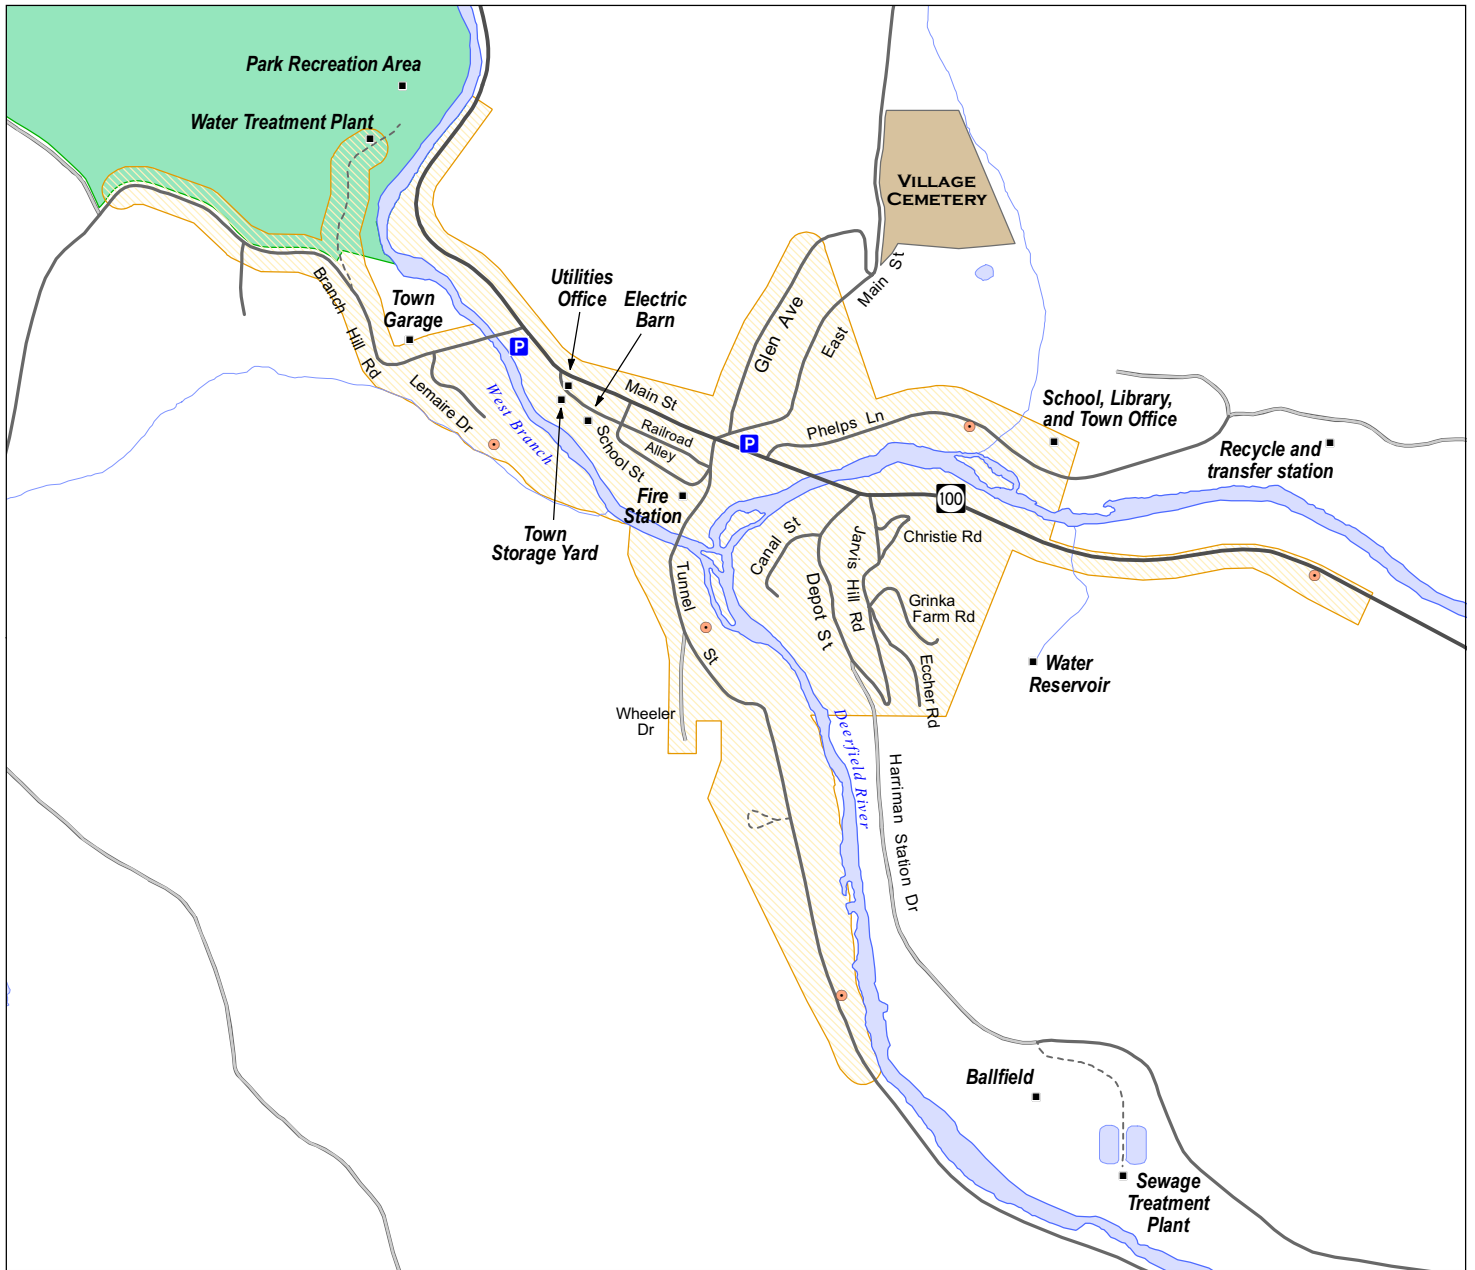 Park Recreation Area
Water Treatment Plant
VILLAGE
CEMETERY
Utilities
Office
Electric
Barn
Town
Garage
Branch Hill Rd
Lemaire Dr
West Branch
Main St
Glen Ave
East Main St
Railroad
Alley
School St
Phelps Ln
School, Library,
and Town Office
Recycle and
transfer station
P
P
100
Fire
Station
Town
Storage Yard
Canal St
Depot St
Jarvis Hill Rd
Christie Rd
Grinka
Farm Rd
Eccher Rd
Tunnel St
Wheeler
Dr
Water
Reservoir
Deerfield River
Harriman Station Dr
Ballfield
Sewage
Treatment
Plant